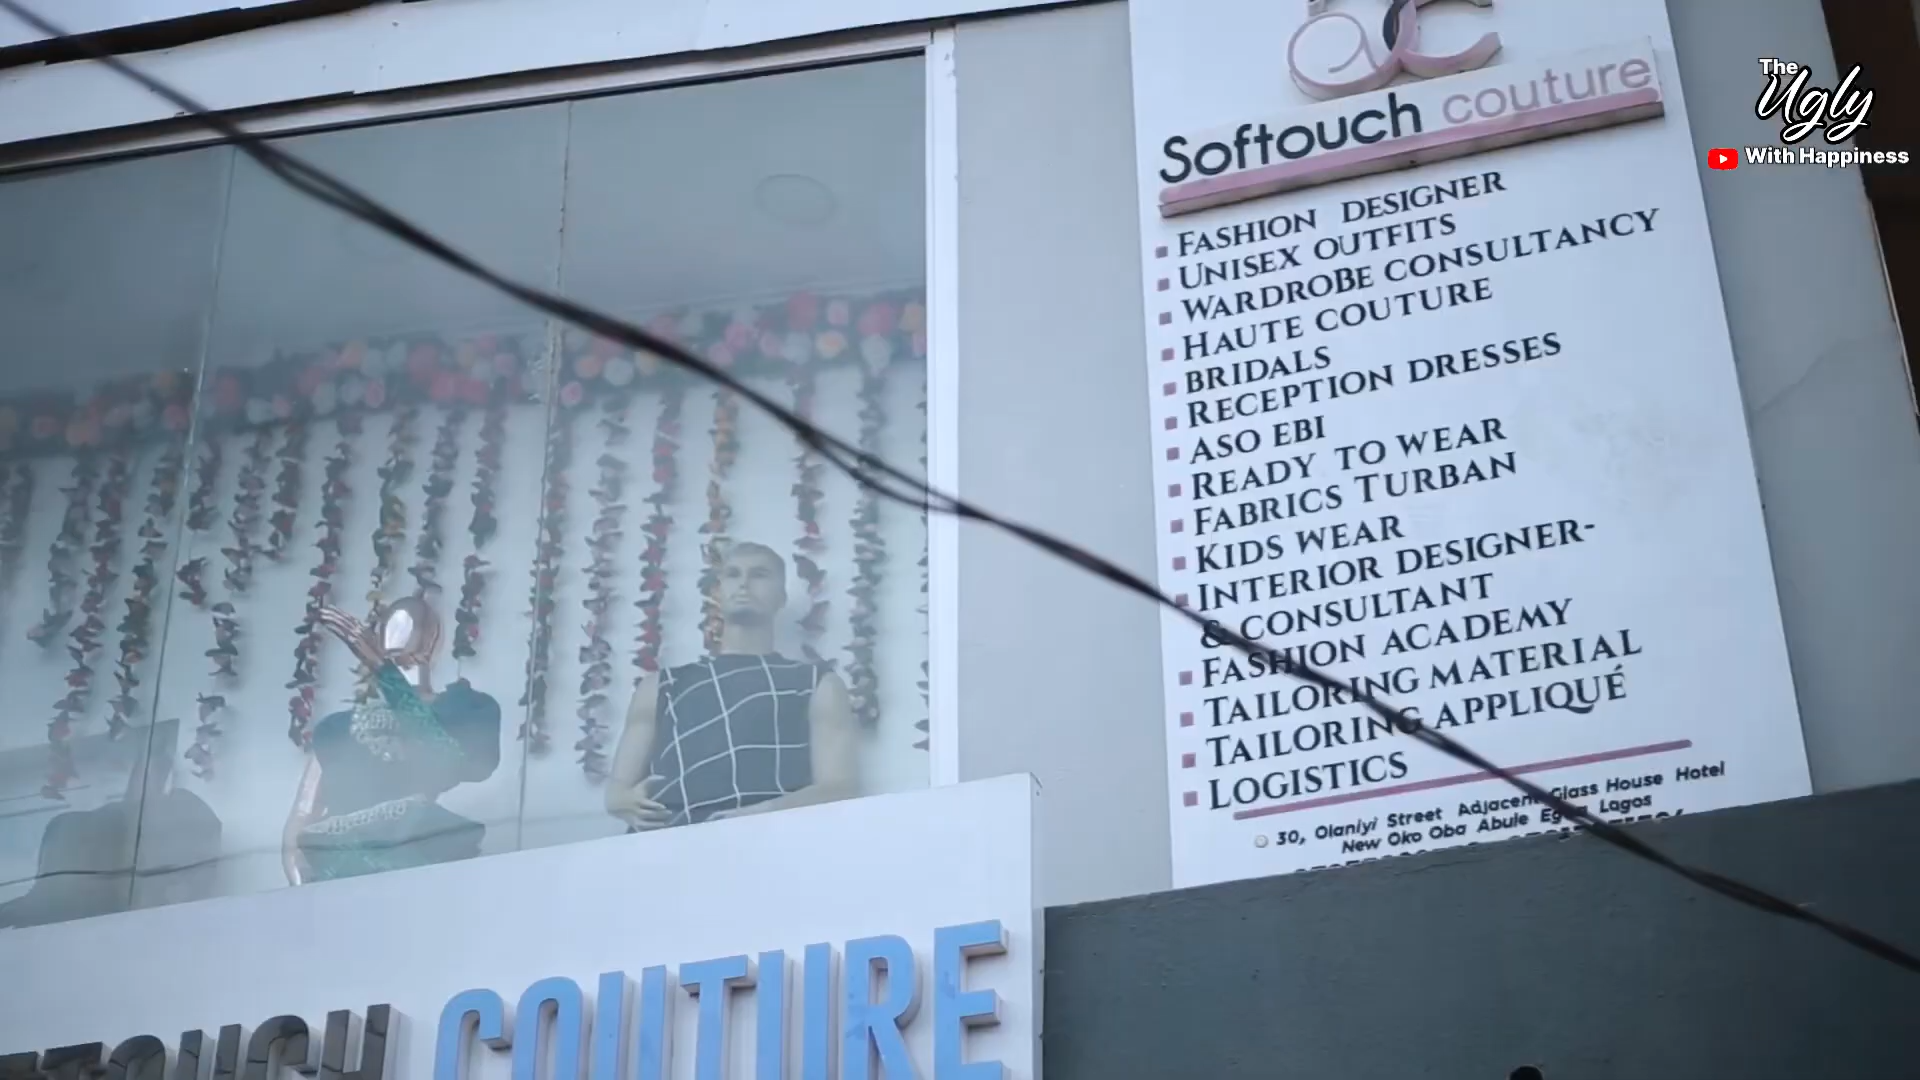 The
Ugly
With Happiness
Softouch couture
FASHION DESIGNER
UNISEX OUTFITS
WARDROBE CONSULTANCY
HAUTE COUTURE
BRIDALS
RECEPTION DRESSES
ASO EBI
READY TO WEAR
FABRICS TURBAN
KIDS WEAR
INTERIOR DESIGNER-
& CONSULTANT
FASHION ACADEMY
TAILORING MATERIAL
TAILORING APPLIQUÉ
LOGISTICS
30, Olaniyi Street Adjacent Glass House Hotel
New Oko Oba Abule Egba Lagos
COUTURE